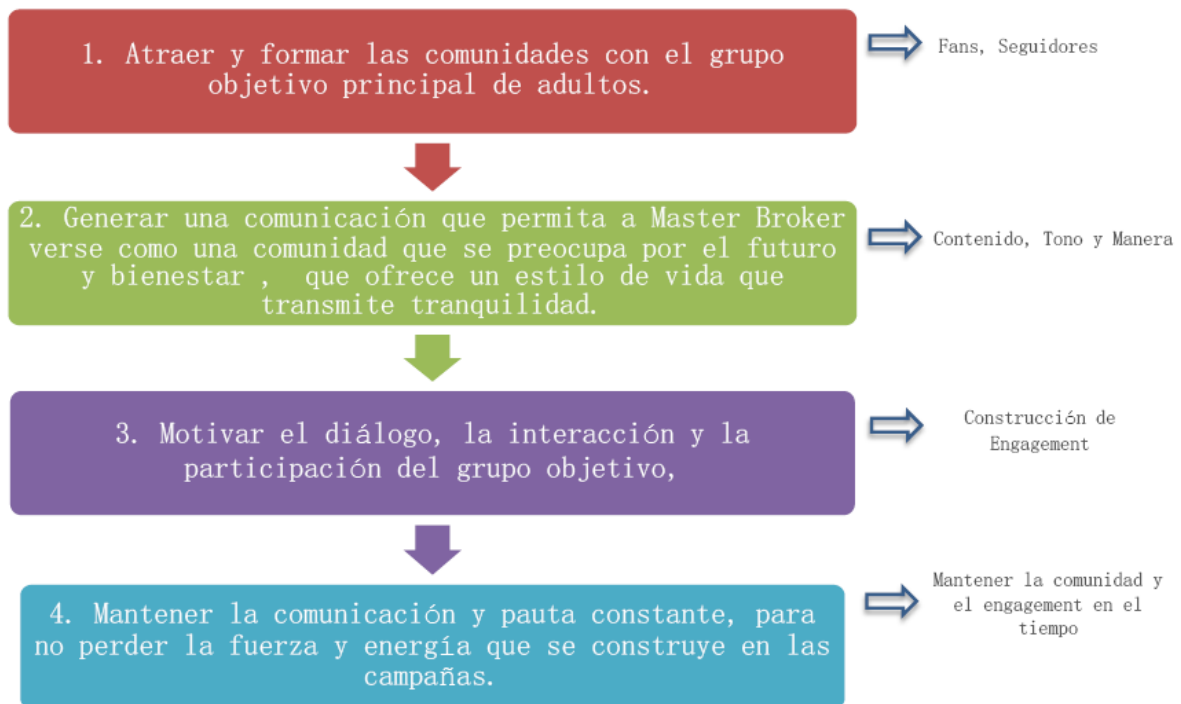 1. Atraer y formar las comunidades con el grupo
objetivo principal de adultos.
Fans, Seguidores
2. Generar una comunicación que permita a Master Broker
verse como una comunidad que se preocupa por el futuro
y bienestar ,  que ofrece un estilo de vida que
transmite tranquilidad.
Contenido, Tono y Manera
3. Motivar el diálogo, la interacción y la
participación del grupo objetivo,
Construcción de
Engagement
4. Mantener la comunicación y pauta constante, para
no perder la fuerza y energía que se construye en las
campañas.
Mantener la comunidad y
el engagement en el
tiempo